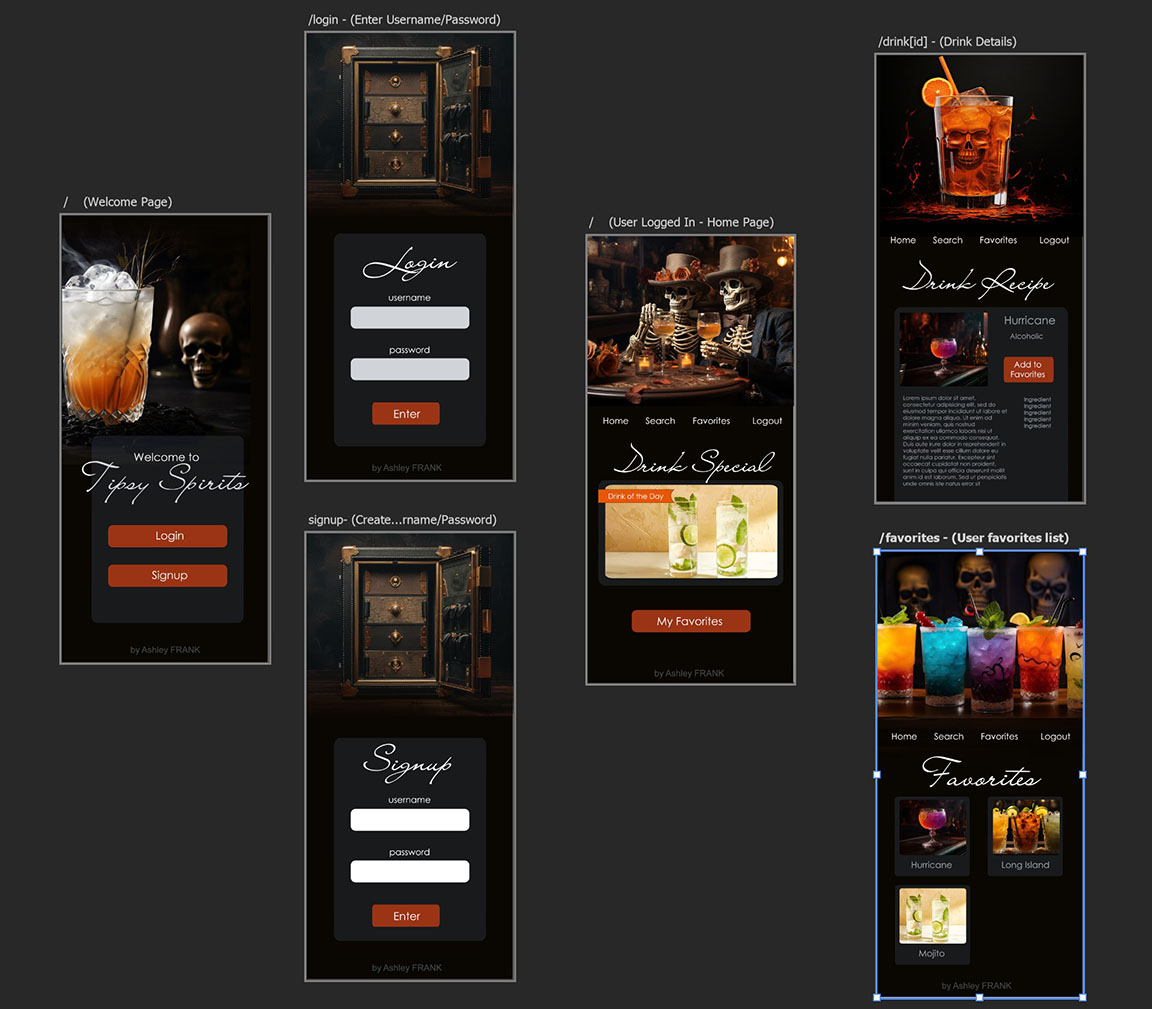 /login - (Enter Username/Password)
Login
username
password
Enter
by Ashley FRANK
/ (Welcome Page)
Welcome to
Tipsy Spirits
Login
Signup
by Ashley FRANK
signup- (Create...rname/Password)
Signup
username
password
Enter
by Ashley FRANK
/ (User Logged In - Home Page)
Home Search Favorites Logout
Drink Special
Drink of the Day
My Favorites
by Ashley FRANK
/drink[id] - (Drink Details)
Home Search Favorites Logout
Drink Recipe
Hurricane
Alcoholic
Add to
Favorites
Lorem ipsum dolor sit amet,
consectetur adipisicing elit, sed do
eiusmod tempor incididunt ut labore et
dolore magna aliqua. Ut enim ad
minim veniam, quis nostrud
exercitation ullamco laboris nisi ut
aliquip ex ea commodo consequat.
Duis aute irure dolor in reprehenderit in
voluptate velit esse cillum dolore eu
fugiat nulla pariatur. Excepteur sint
occaecat cupidatat non proident,
sunt in culpa qui officia deserunt mollit
anim id est laborum. Sed ut perspiciatis
unde omnis iste natus error sit
Ingredient
Ingredient
Ingredient
Ingredient
Ingredient
/favorites - (User favorites list)
Home Search Favorites Logout
Favorites
Hurricane
Long Island
Mojito
by Ashley FRANK